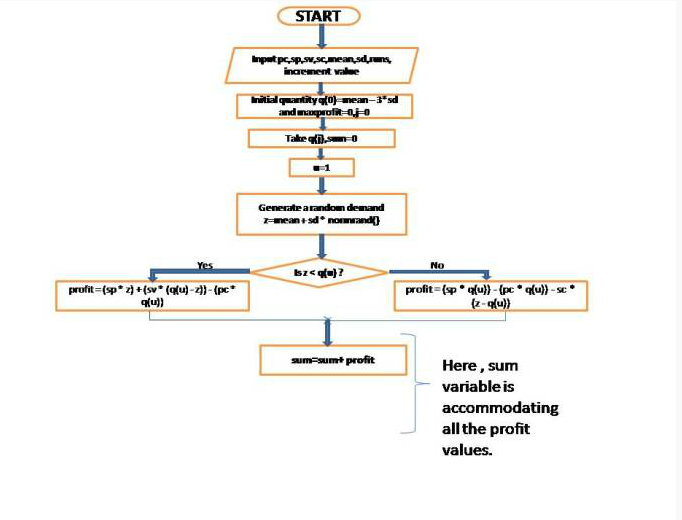 START
Input pc,sp,sv,sc,mean,sd,runs,
increment value
Initial quantity q(0)=mean-3*sd
and maxprofit=0,j=0
Take q(j),sum=0
u=1
Generate a random demand
z=mean+sd* normrand()
Is z < q(u) ?
Yes
No
profit=(sp* z) +(sv* (q(u)-z))-(pc*
q(u))
profit=(sp * q(u)) - (pc * q(u)) - sc *
(z - q(u))
sum=sum+ profit
Here , sum
variable is
accommodating
all the profit
values.